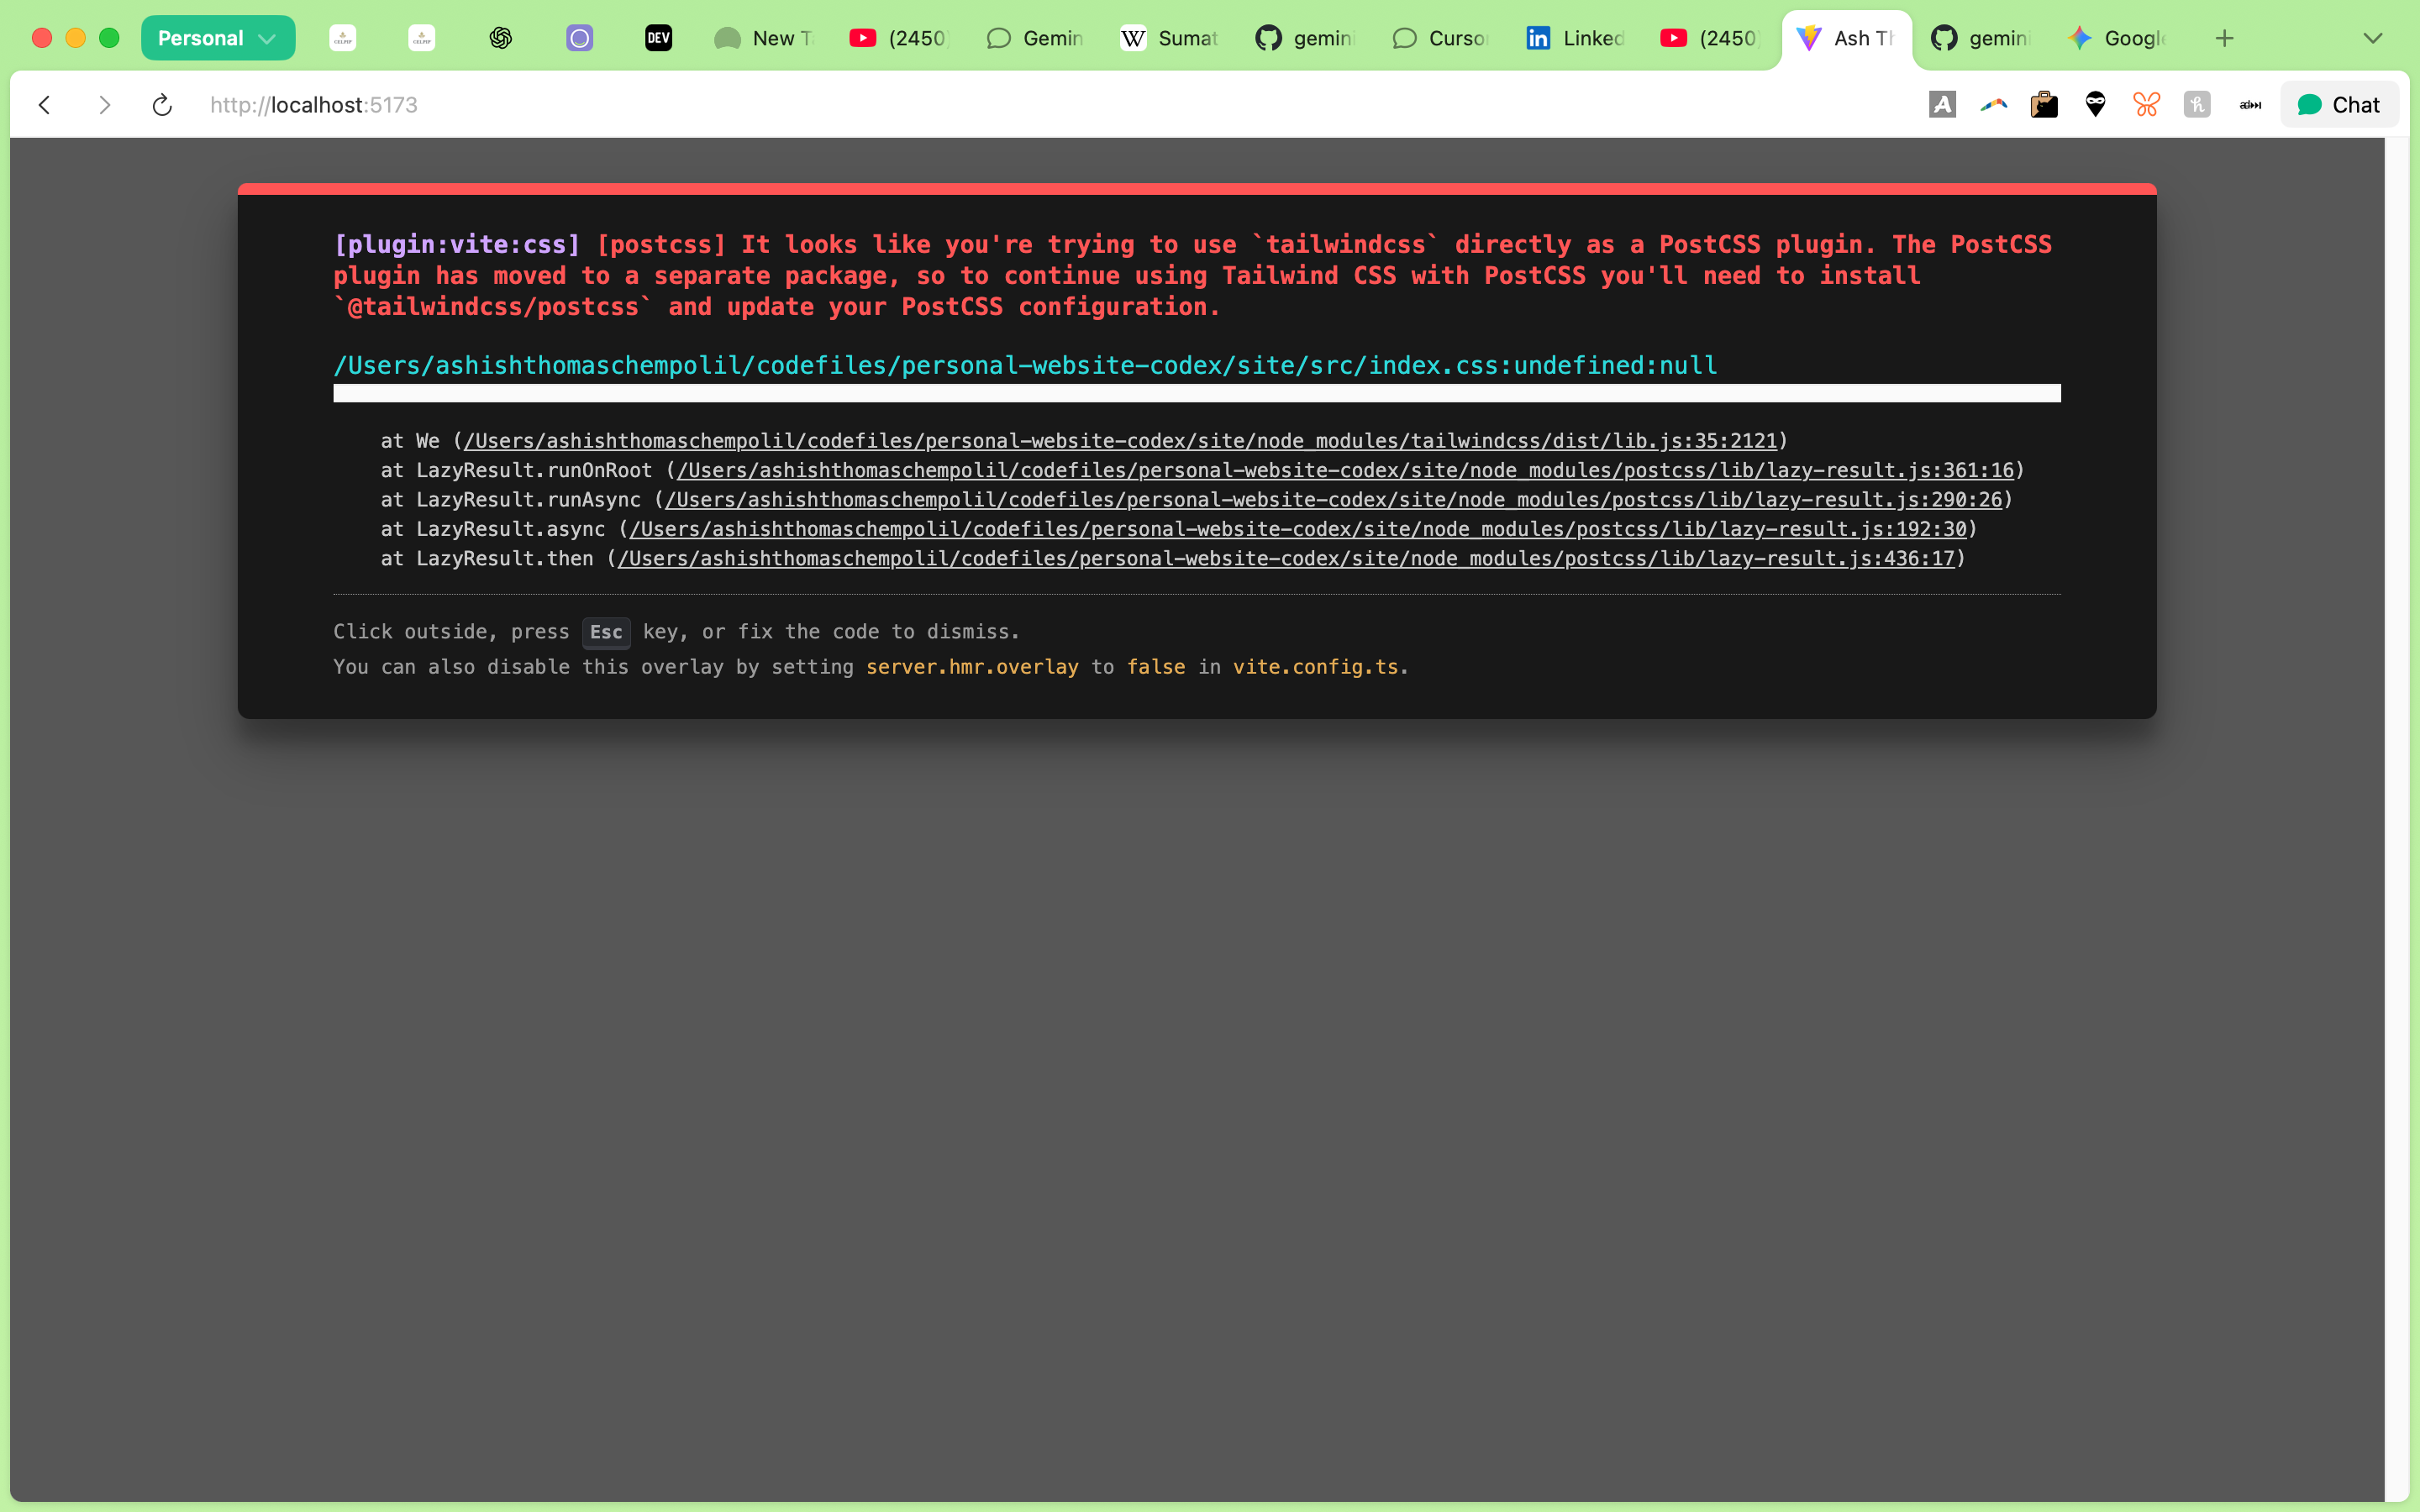 Personal
DEV
New T
(2450
Gemin
W
Sumat
gemini
Curso
in
Linked
(2450
Ash Th
gemini
Google
http://localhost:5173
Chat
[plugin:vite:css] [postcss] It looks like you're trying to use `tailwindcss` directly as a PostCSS plugin. The PostCSS
plugin has moved to a separate package, so to continue using Tailwind CSS with PostCSS you'll need to install
`@tailwindcss/postcss` and update your PostCSS configuration.
/Users/ashishthomaschempolil/codefiles/personal-website-codex/site/src/index.css:undefined:null
at We (/Users/ashishthomaschempolil/codefiles/personal-website-codex/site/node_modules/tailwindcss/dist/lib.js:35:2121)
at LazyResult.runOnRoot (/Users/ashishthomaschempolil/codefiles/personal-website-codex/site/node_modules/postcss/lib/lazy-result.js:361:16)
at LazyResult.runAsync (/Users/ashishthomaschempolil/codefiles/personal-website-codex/site/node_modules/postcss/lib/lazy-result.js:290:26)
at LazyResult.async (/Users/ashishthomaschempolil/codefiles/personal-website-codex/site/node_modules/postcss/lib/lazy-result.js:192:30)
at LazyResult.then (/Users/ashishthomaschempolil/codefiles/personal-website-codex/site/node_modules/postcss/lib/lazy-result.js:436:17)
Click outside, press Esc key, or fix the code to dismiss.
You can also disable this overlay by setting server.hmr.overlay to false in vite.config.ts.